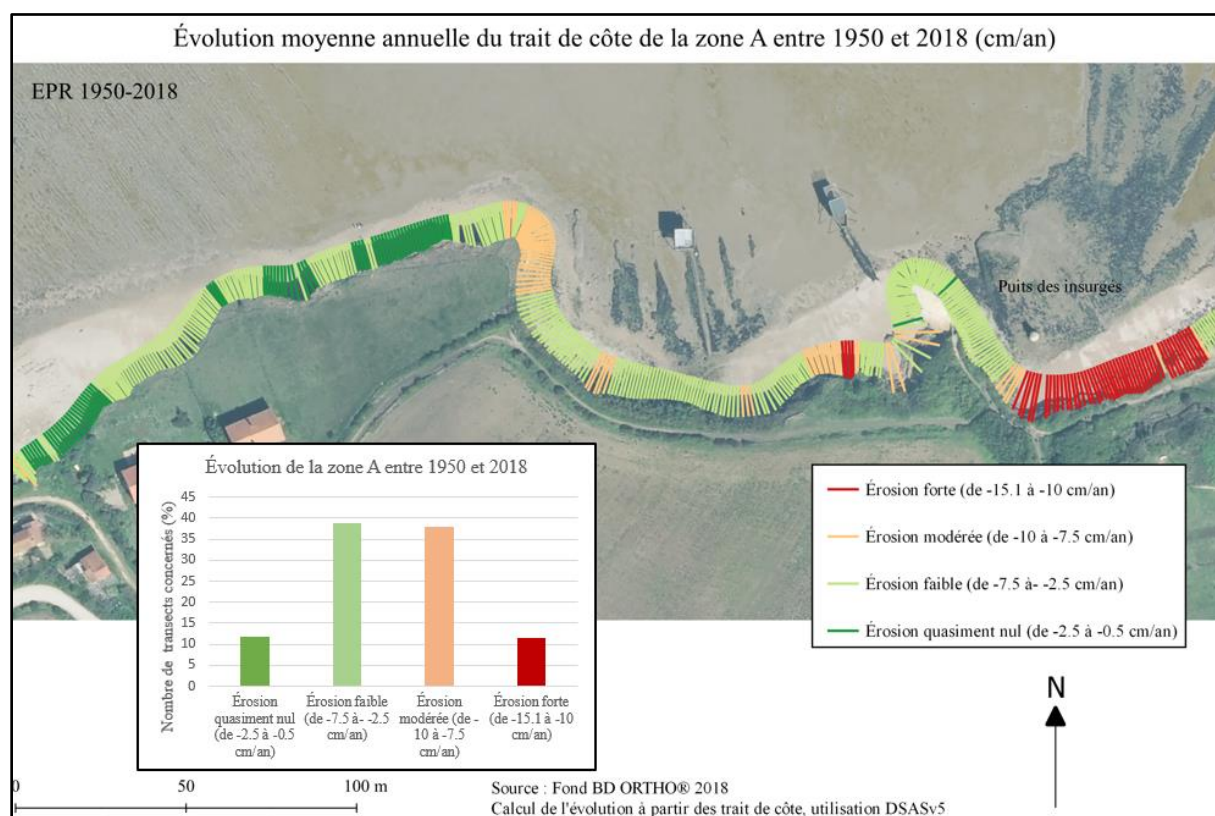 Évolution moyenne annuelle du trait de côte de la zone A entre 1950 et 2018 (cm/an)
EPR 1950-2018
Puits des insurgés
Évolution de la zone A entre 1950 et 2018
Nombre de transects concernés (%)
45
40
35
30
25
20
15
10
5
0
Érosion
quasiment nul
(de -2.5 à -0.5
cm/an)
Érosion faible
(de -7.5 à- -2.5
cm/an)
Érosion
modérée (de -
10 à -7.5
cm/an)
Érosion forte
(de -15.1 à -10
cm/an)
Érosion forte (de -15.1 à -10 cm/an)
Érosion modérée (de -10 à -7.5 cm/an)
Érosion faible (de -7.5 à- -2.5 cm/an)
Érosion quasiment nul (de -2.5 à -0.5 cm/an)
N
0
50
100 m
Source : Fond BD ORTHO® 2018
Calcul de l'évolution à partir des trait de côte, utilisation DSASv5